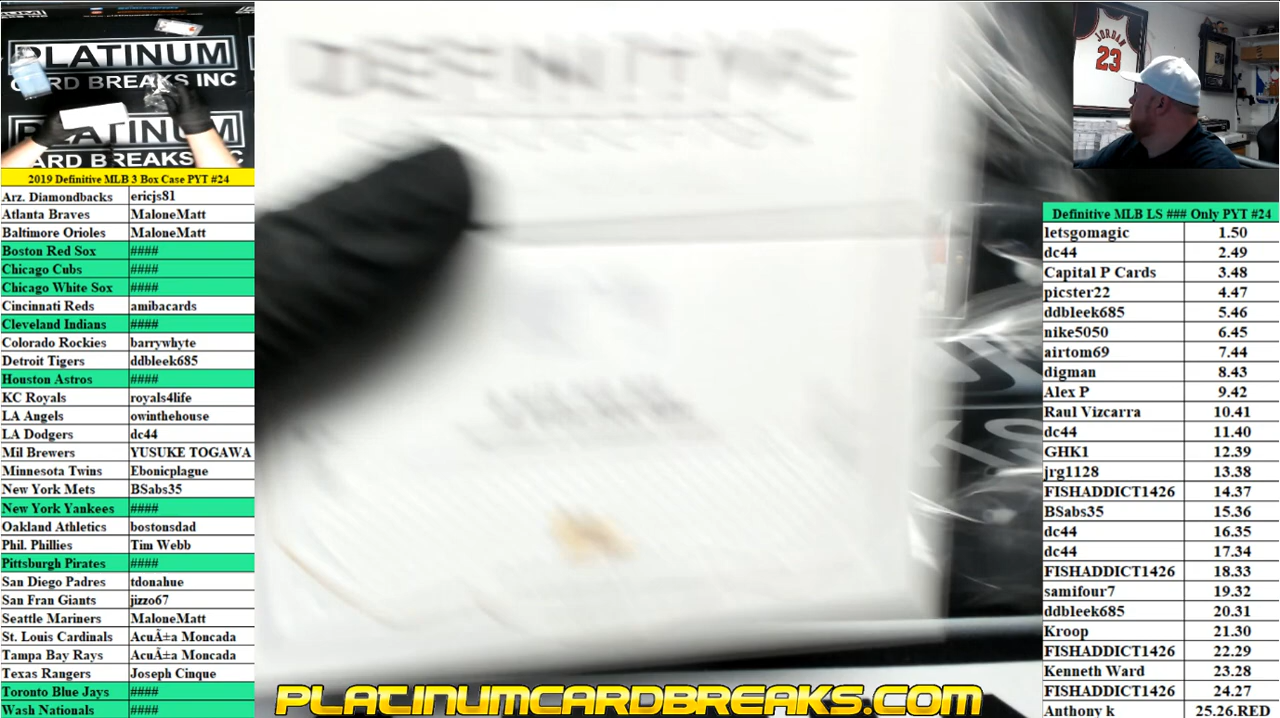 PLATINUM
CARD BREAKS INC
PLATINUM
CARD BREAKS INC
JORDAN
23
DEFINITIVE
2019 Definitive MLB 3 Box Case PYT #24
Arz. Diamondbacks ericjs81
Atlanta Braves MaloneMatt
Baltimore Orioles MaloneMatt
Boston Red Sox ####
Chicago Cubs ####
Chicago White Sox ####
Cincinnati Reds amibacards
Cleveland Indians ####
Colorado Rockies barrywhyte
Detroit Tigers ddbleek685
Houston Astros ####
KC Royals royals4life
LA Angels owinthehouse
LA Dodgers dc44
Mil Brewers YUSUKE TOGAWA
Minnesota Twins Ebonicplague
New York Mets BSabs35
New York Yankees ####
Oakland Athletics bostonsdad
Phil. Phillies Tim Webb
Pittsburgh Pirates ####
San Diego Padres tdonahue
San Fran Giants jizzo67
Seattle Mariners MaloneMatt
St. Louis Cardinals AcuÃ±a Moncada
Tampa Bay Rays AcuÃ±a Moncada
Texas Rangers Joseph Cinque
Toronto Blue Jays ####
Wash Nationals ####
Definitive MLB LS ### Only PYT #24
letsgomagic 1.50
dc44 2.49
Capital P Cards 3.48
picster22 4.47
ddbleek685 5.46
nike5050 6.45
airtom69 7.44
digman 8.43
Alex P 9.42
Raul Vizcarra 10.41
dc44 11.40
GHK1 12.39
jrg1128 13.38
FISHADDICT1426 14.37
BSabs35 15.36
dc44 16.35
dc44 17.34
FISHADDICT1426 18.33
samifour7 19.32
ddbleek685 20.31
Kroop 21.30
FISHADDICT1426 22.29
Kenneth Ward 23.28
FISHADDICT1426 24.27
Anthony k 25.26.RED
PLATINUMCARDBREAKS.COM